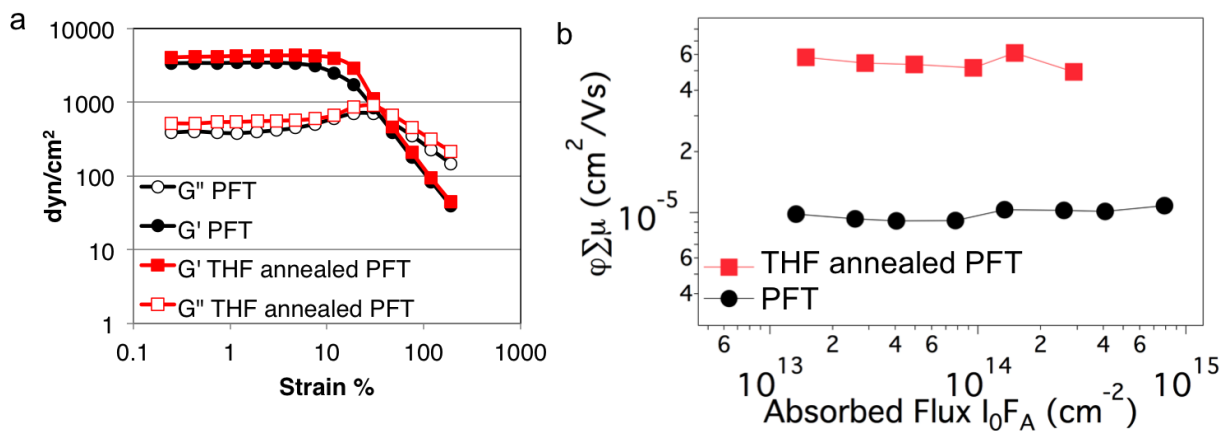 a
10000
1000
100
10
1
dyn/cm²
G" PFT
G' PFT
G' THF annealed PFT
G" THF annealed PFT
0.1
1
10
100
1000
Strain %
b
6
4
2
10⁻⁵
6
4
φΣμ (cm²/Vs)
THF annealed PFT
PFT
6
2
4
6
2
4
6
10¹³
10¹⁴
10¹⁵
Absorbed Flux I₀F_A (cm⁻²)